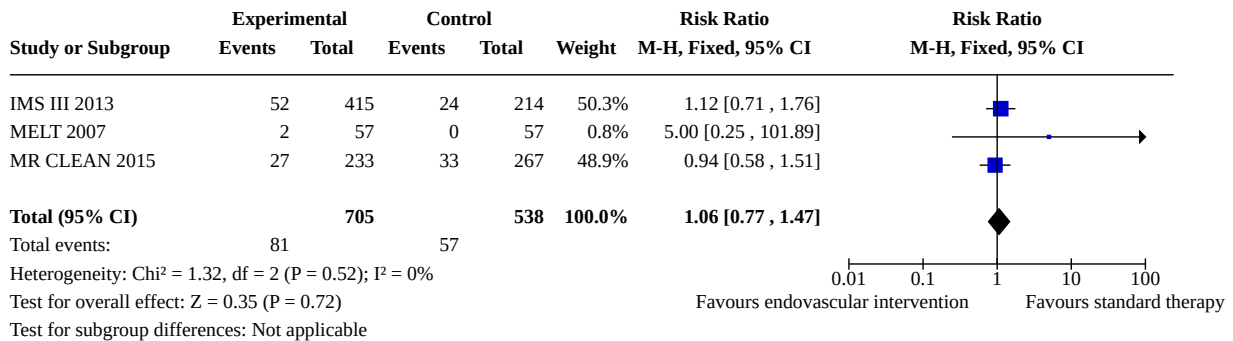 Experimental Control Risk Ratio Risk Ratio
Study or Subgroup Events Total Events Total Weight M-H, Fixed, 95% CI M-H, Fixed, 95% CI
IMS III 2013 52 415 24 214 50.3% 1.12 [0.71 , 1.76]
MELT 2007 2 57 0 57 0.8% 5.00 [0.25 , 101.89]
MR CLEAN 2015 27 233 33 267 48.9% 0.94 [0.58 , 1.51]
Total (95% CI) 705 538 100.0% 1.06 [0.77 , 1.47]
Total events: 81 57
Heterogeneity: Chi² = 1.32, df = 2 (P = 0.52); I² = 0%
0.01 0.1 1 10 100
Test for overall effect: Z = 0.35 (P = 0.72)
Favours endovascular intervention Favours standard therapy
Test for subgroup differences: Not applicable